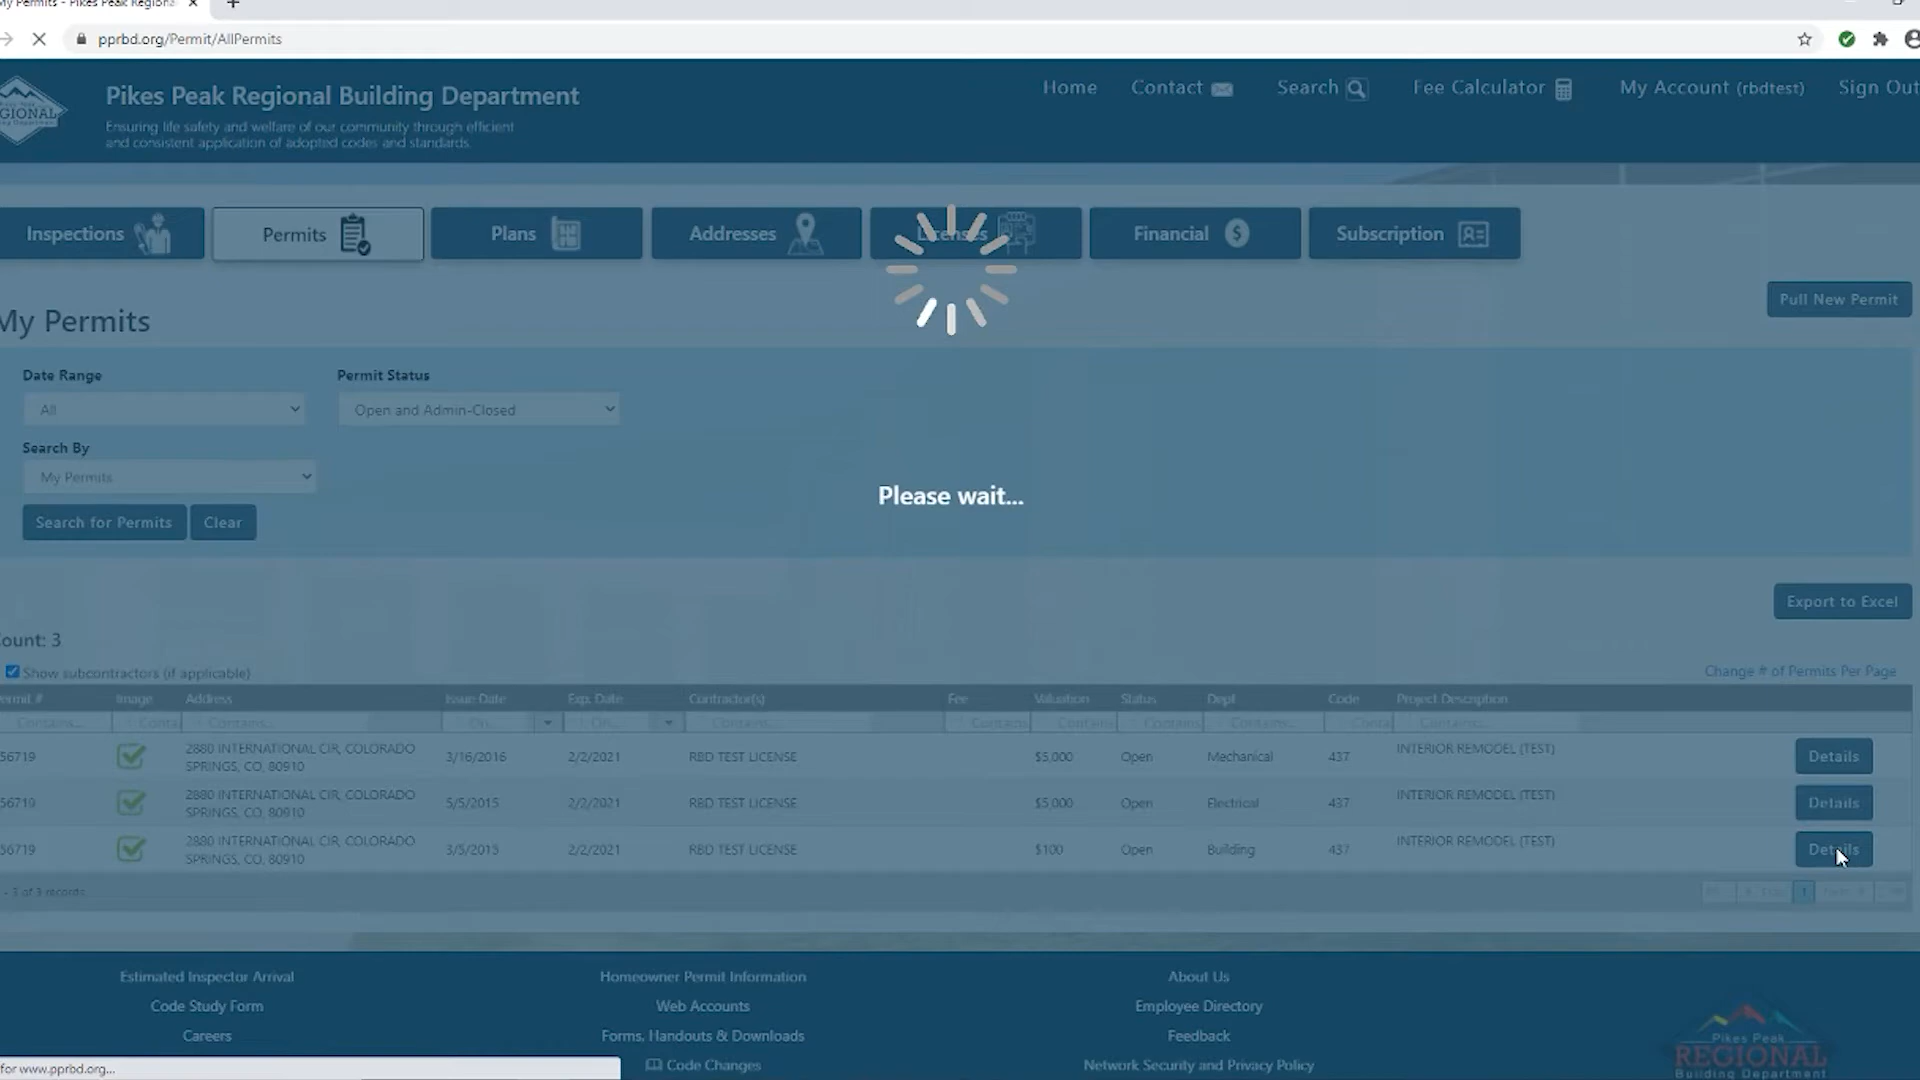 My Permits - Pikes Peak Regiona
pprbd.org/Permit/AllPermits
Pikes Peak Regional Building Department
Ensuring life safety and welfare of our community through efficient
and consistent application of adopted codes and standards.
Home Contact Search Fee Calculator My Account (rbdtest) Sign Out
Inspections Permits Plans Addresses Licenses Financial Subscription
My Permits
Pull New Permit
Date Range Permit Status
All Open and Admin-Closed
Search By
My Permits
Please wait...
Search for Permits Clear
Export to Excel
ount: 3
Show subcontractors (if applicable)
Change # of Permits Per Page
ermit # Image Address Issue Date Exp. Date Contractor(s) Fee Valuation Status Dept Code Project Description
Contains... Conta Contains... On... On... Contains... Contains Contains Contains Contains... Conta Contains...
56719 2880 INTERNATIONAL CIR, COLORADO SPRINGS, CO, 80910 3/16/2016 2/2/2021 RBD TEST LICENSE $5,000 Open Mechanical 437 INTERIOR REMODEL (TEST) Details
56719 2880 INTERNATIONAL CIR, COLORADO SPRINGS, CO, 80910 5/5/2015 2/2/2021 RBD TEST LICENSE $5,000 Open Electrical 437 INTERIOR REMODEL (TEST) Details
56719 2880 INTERNATIONAL CIR, COLORADO SPRINGS, CO, 80910 3/5/2015 2/2/2021 RBD TEST LICENSE $100 Open Building 437 INTERIOR REMODEL (TEST) Details
- 3 of 3 records
1
Estimated Inspector Arrival Homeowner Permit Information About Us
Code Study Form Web Accounts Employee Directory
Careers Forms, Handouts & Downloads Feedback
Code Changes Network Security and Privacy Policy
Pikes Peak
REGIONAL
Building Department
for www.pprbd.org...